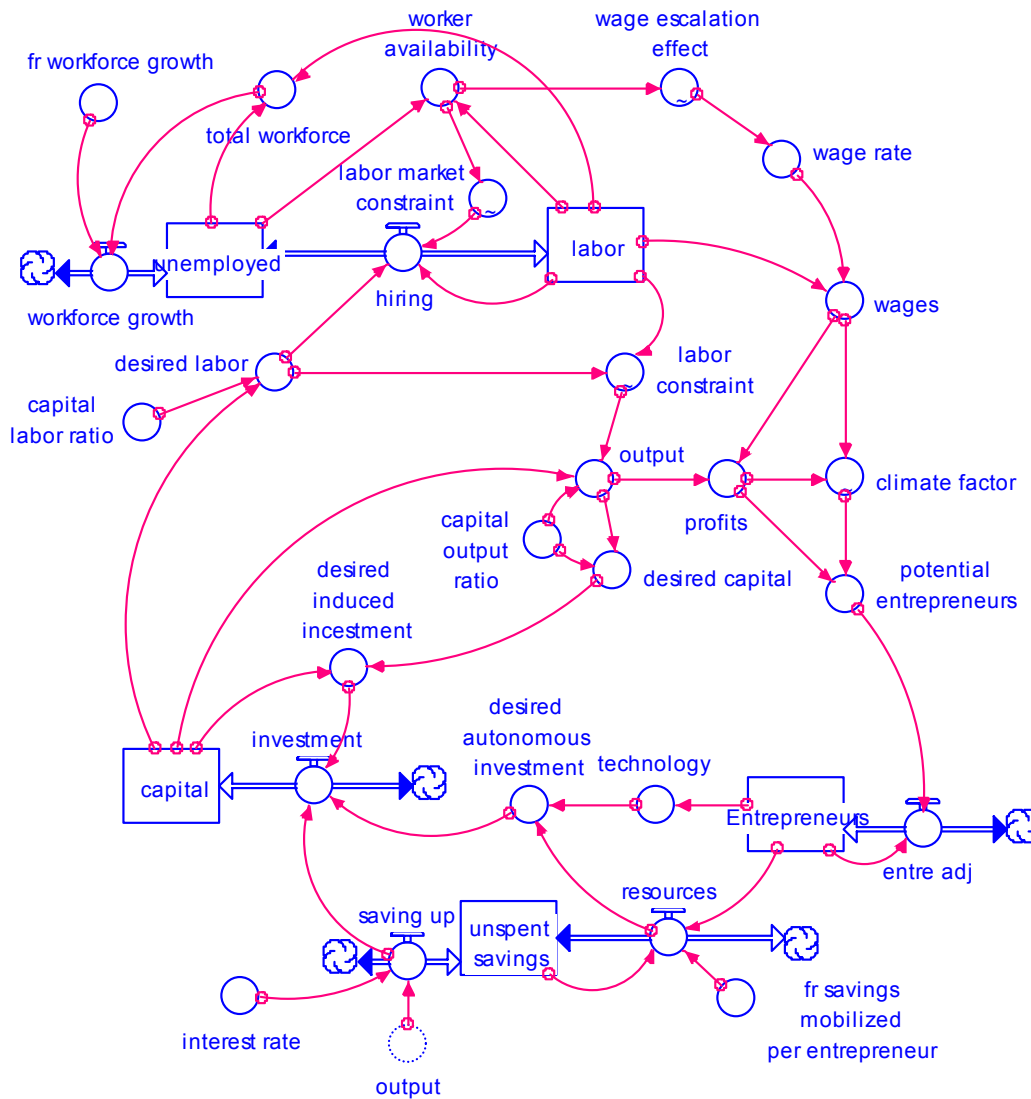 worker
availability
wage escalation
effect
fr workforce growth
total workforce
wage rate
labor market
constraint
unemployed
labor
workforce growth
hiring
wages
desired labor
labor
constraint
capital
labor ratio
output
climate factor
profits
capital
output
ratio
desired capital
potential
entrepreneurs
desired
induced
incestment
desired
autonomous
investment
investment
technology
capital
Entrepreneurs
entre adj
resources
saving up
unspent
savings
interest rate
fr savings
mobilized
per entrepreneur
output